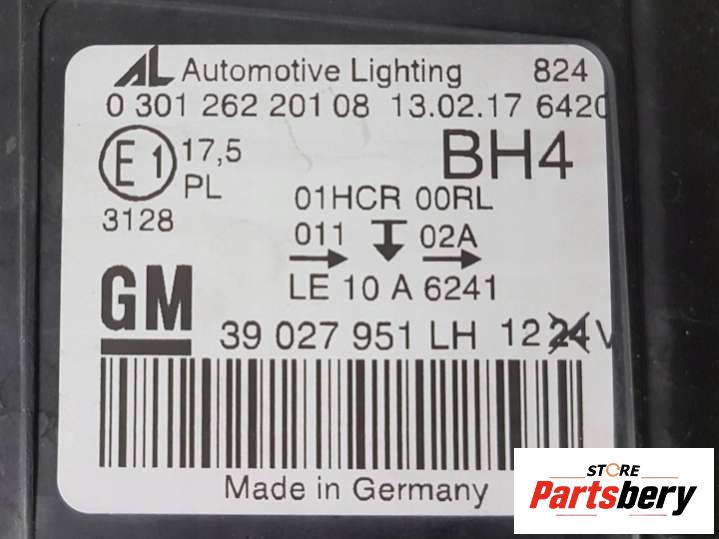 AL Automotive Lighting 824
0 301 262 201 08 13.02.17 6420
E1 17,5 BH4
PL
3128
01HCR 00RL
011 02A
LE 10 A 6241
GM
39 027 951 LH 12 24 V
Made in Germany
STORE
Partsbery